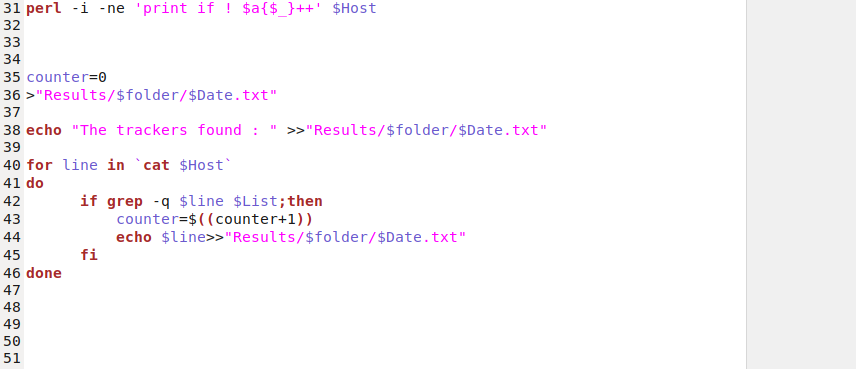 31 perl -i -ne 'print if ! $a{$_}++' $Host
32
33
34
35 counter=0
36 >"Results/$folder/$Date.txt"
37
38 echo "The trackers found : " >>"Results/$folder/$Date.txt"
39
40 for line in `cat $Host`
41 do
42       if grep -q $line $List;then
43           counter=$((counter+1))
44           echo $line>>"Results/$folder/$Date.txt"
45       fi
46 done
47
48
49
50
51